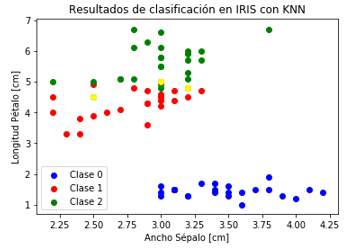 Resultados de clasificación en IRIS con KNN
Longitud Pétalo [cm]
7
6
5
4
3
2
1
Clase 0
Clase 1
Clase 2
2.25 2.50 2.75 3.00 3.25 3.50 3.75 4.00 4.25
Ancho Sépalo [cm]